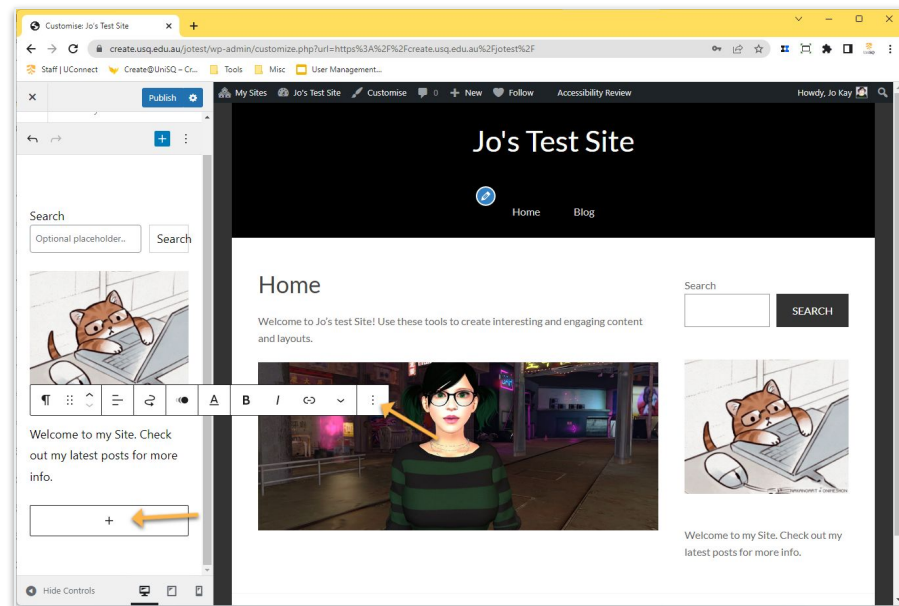 Customise: Jo's Test Site
create.usq.edu.au/jotest/wp-admin/customize.php?url=https%3A%2F%2Fcreate.usq.edu.au%2Fjotest%2F
Staff | UConnect Create@UniSQ – Cr... Tools Misc User Management...
Publish
My Sites Jo's Test Site Customise 0 New Follow Accessibility Review Howdy, Jo Kay
Jo's Test Site
Home Blog
Search
Optional placeholder.. Search
A B I
Welcome to my Site. Check
out my latest posts for more
info.
Hide Controls
Home
Welcome to Jo's test Site! Use these tools to create interesting and engaging content
and layouts.
Search
SEARCH
Welcome to my Site. Check out my
latest posts for more info.